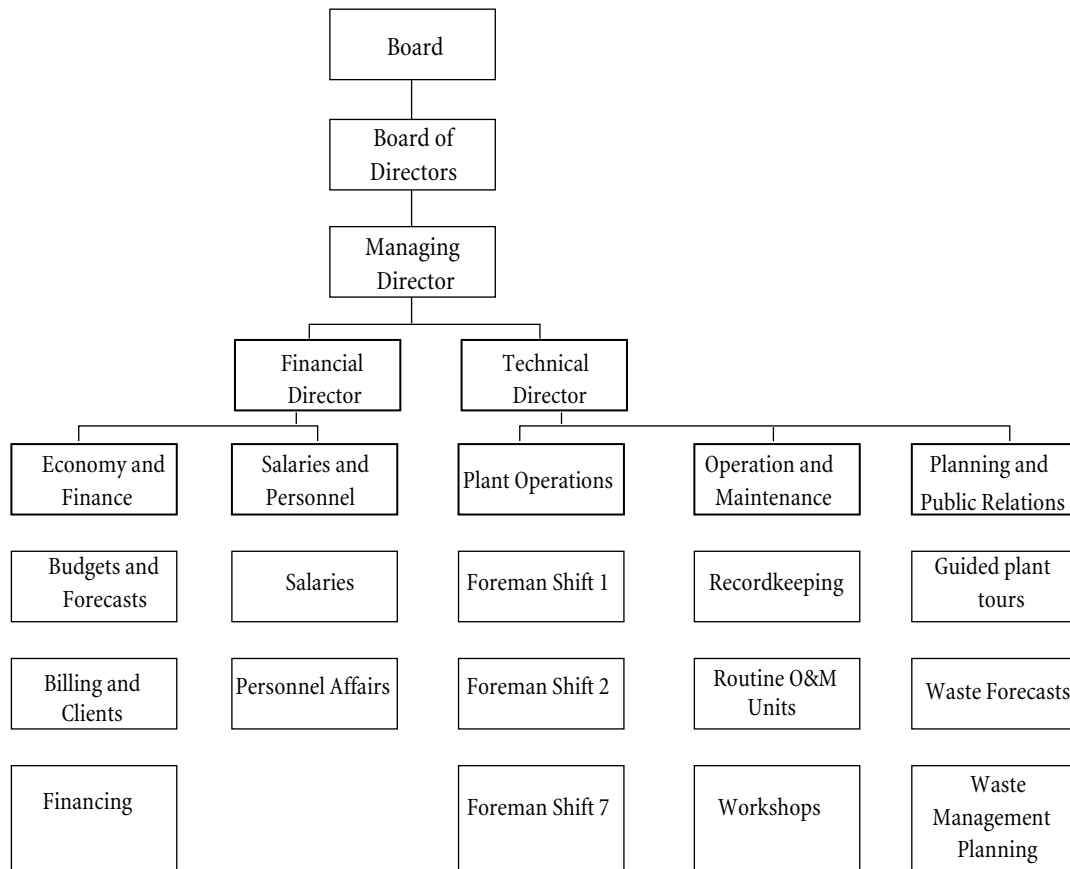 Board
Board of
Directors
Managing
Director
Financial
Director
Technical
Director
Economy and
Finance
Salaries and
Personnel
Plant Operations
Operation and
Maintenance
Planning and
Public Relations
Budgets and
Forecasts
Salaries
Foreman Shift 1
Recordkeeping
Guided plant
tours
Billing and
Clients
Personnel Affairs
Foreman Shift 2
Routine O&M
Units
Waste Forecasts
Financing
Foreman Shift 7
Workshops
Waste
Management
Planning